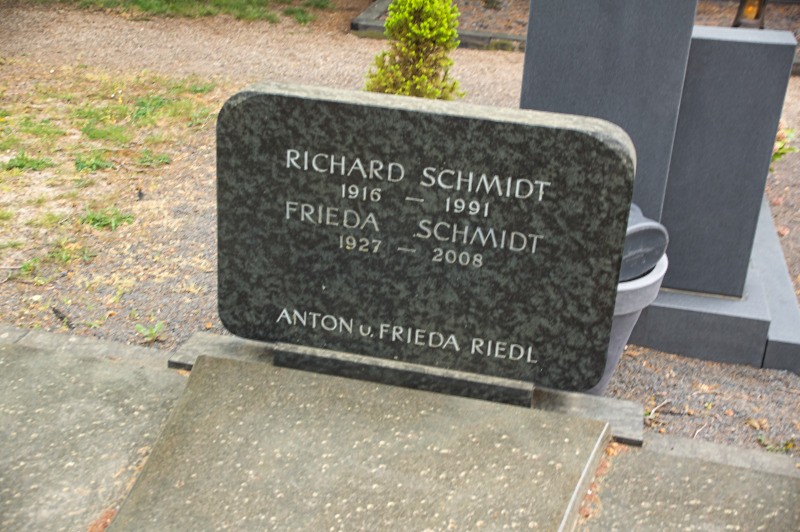 RICHARD SCHMIDT
1916 — 1991
FRIEDA SCHMIDT
1927 — 2008
ANTON u. FRIEDA RIEDL